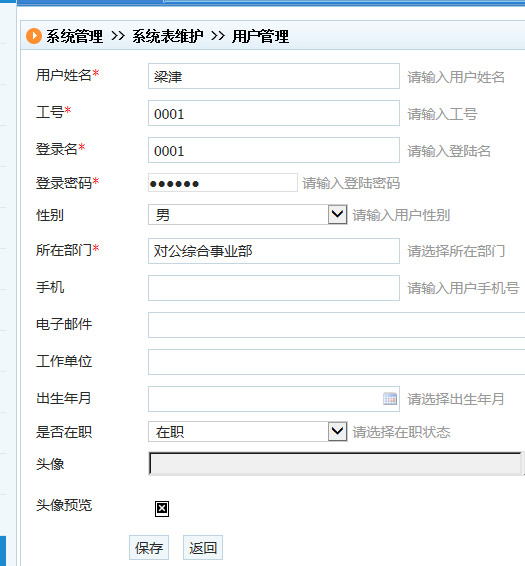 系统管理 >> 系统表维护 >> 用户管理
用户姓名* 梁津 请输入用户姓名
工号* 0001 请输入工号
登录名* 0001 请输入登陆名
登录密码* ●●●●●● 请输入登陆密码
性别 男 请输入用户性别
所在部门* 对公综合事业部 请选择所在部门
手机 请输入用户手机号
电子邮件
工作单位
出生年月 请选择出生年月
是否在职 在职 请选择在职状态
头像
头像预览
保存 返回